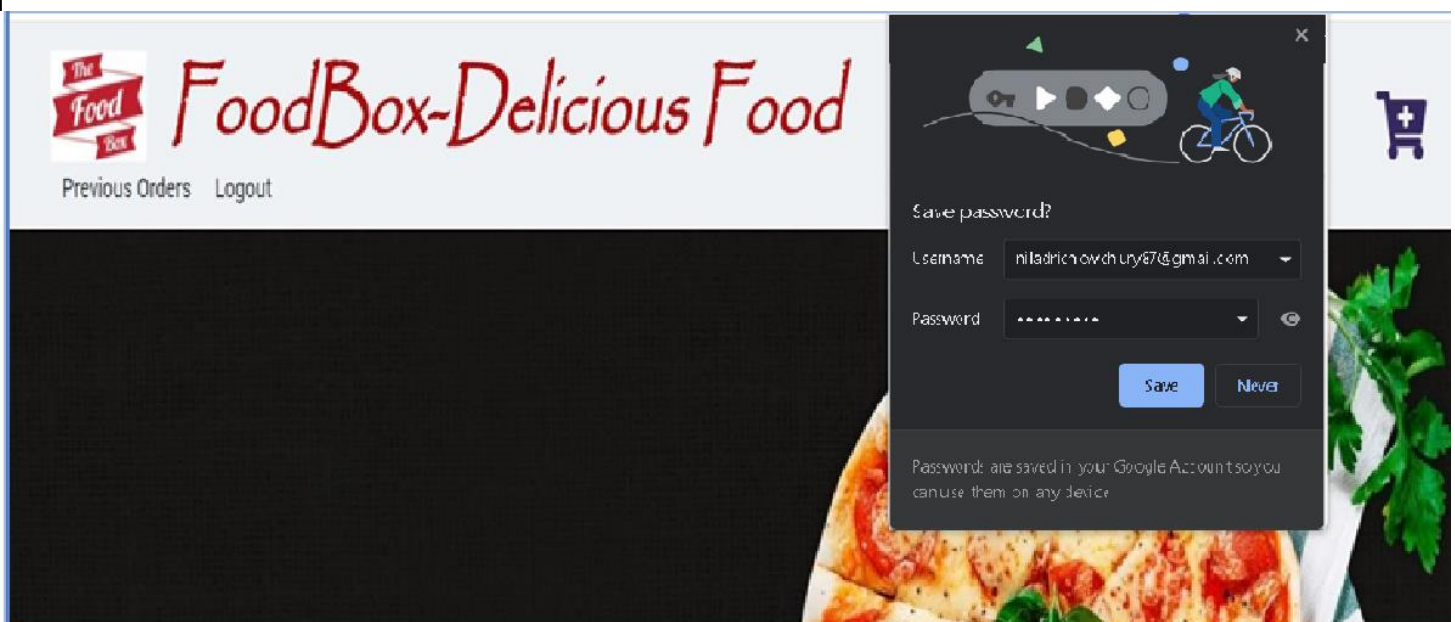 The
Food
Box
FoodBox-Delicious Food
Previous Orders Logout
Save password?
Username niladrichowdhury87@gmail.com
Password •••••••••
Save Never
Passwords are saved in your Google Account so you
can use them on any device